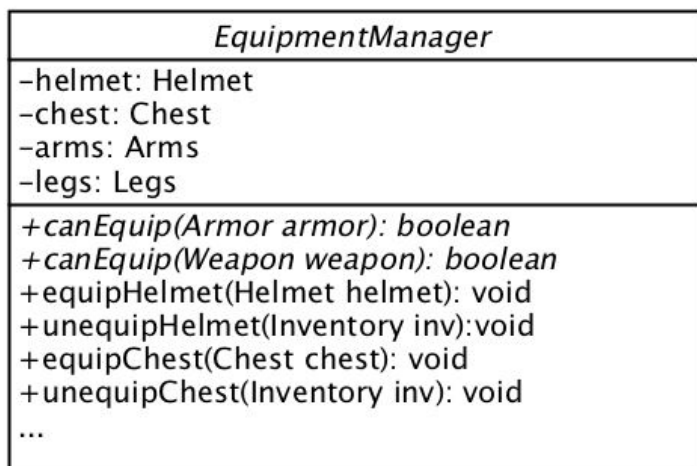 EquipmentManager
-helmet: Helmet
-chest: Chest
-arms: Arms
-legs: Legs
+canEquip(Armor armor): boolean
+canEquip(Weapon weapon): boolean
+equipHelmet(Helmet helmet): void
+unequipHelmet(Inventory inv):void
+equipChest(Chest chest): void
+unequipChest(Inventory inv): void
...